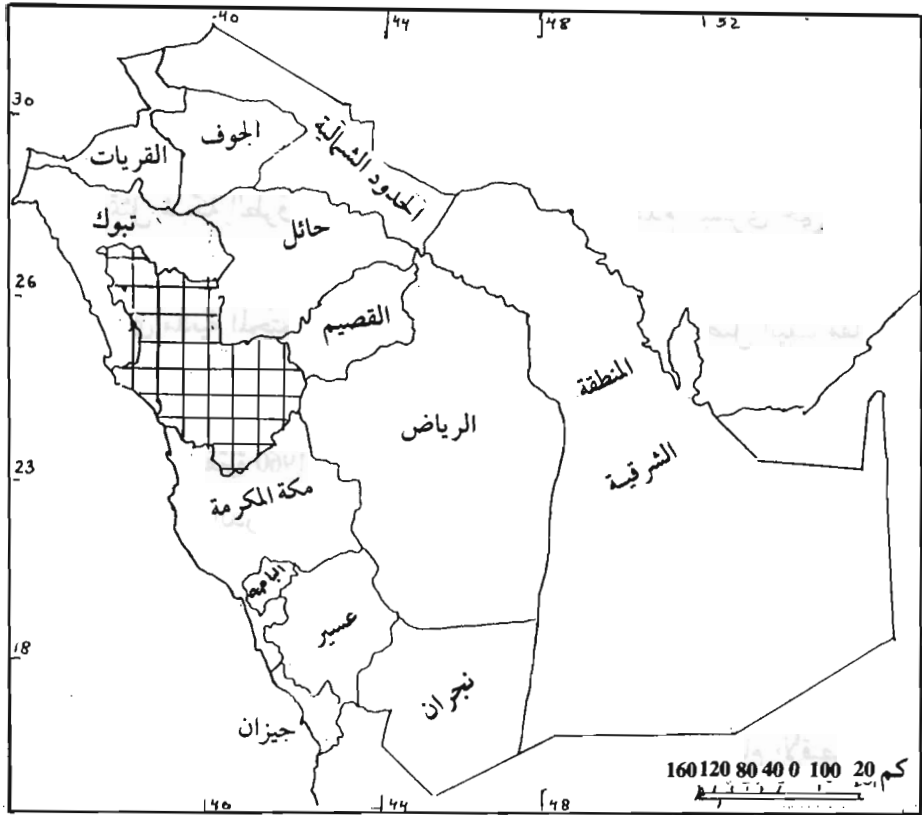 40 44 48 52
30
الجوف
الحدود الشمالية
القريات
تبوك
حائل
26
القصيم
المنطقة
الرياض
الشرقية
23
مكة المكرمة
الباحة
عسير
18
نجران
جيزان
كم 160 120 80 40 0 100 20
40 44 48